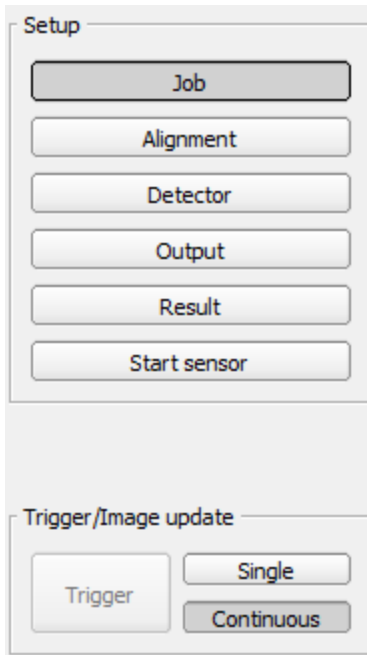 Setup
Job
Alignment
Detector
Output
Result
Start sensor
Trigger/Image update
Trigger
Single
Continuous